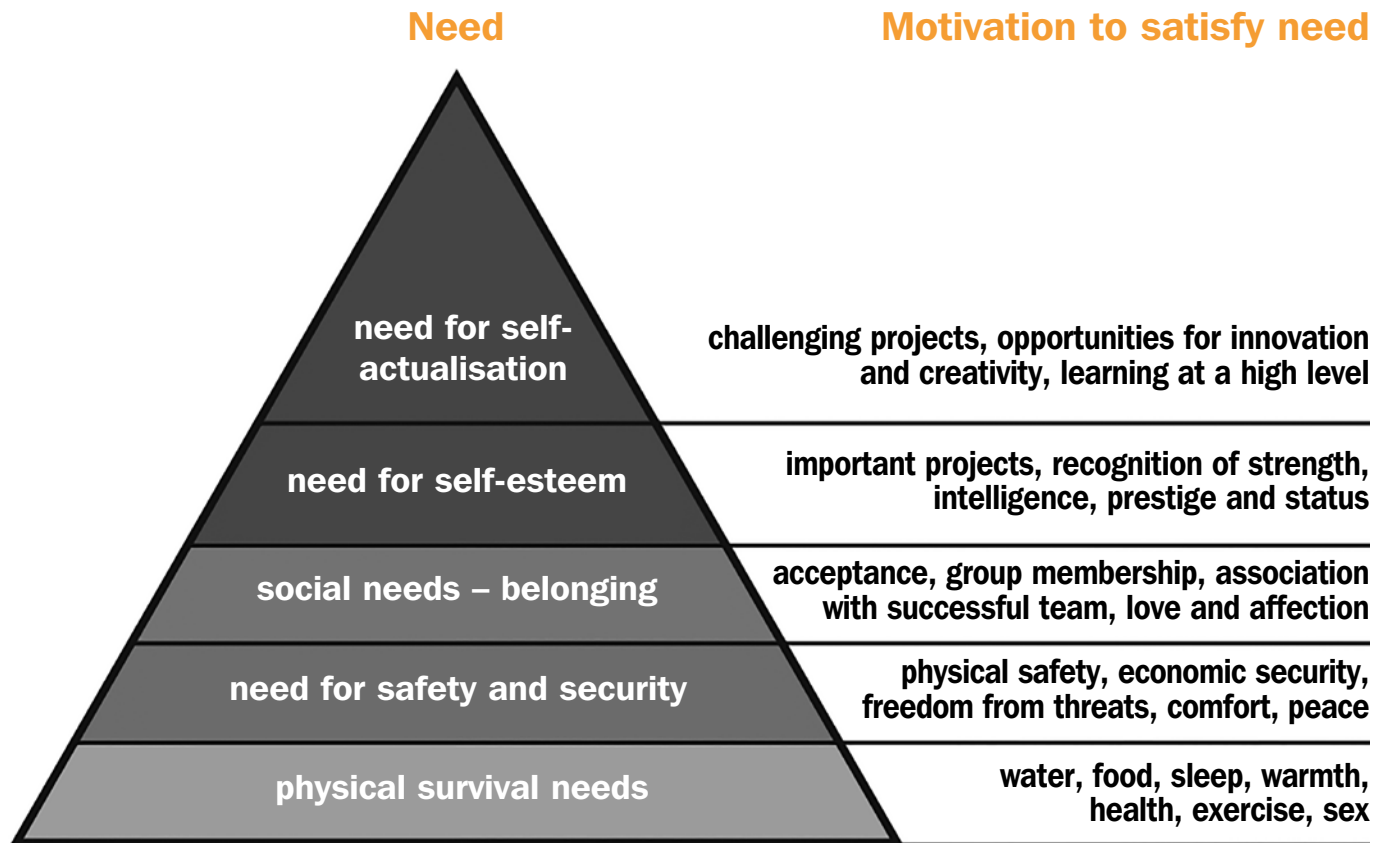 Need
Motivation to satisfy need
need for self-
actualisation
challenging projects, opportunities for innovation
and creativity, learning at a high level
need for self-esteem
important projects, recognition of strength,
intelligence, prestige and status
social needs – belonging
acceptance, group membership, association
with successful team, love and affection
need for safety and security
physical safety, economic security,
freedom from threats, comfort, peace
physical survival needs
water, food, sleep, warmth,
health, exercise, sex